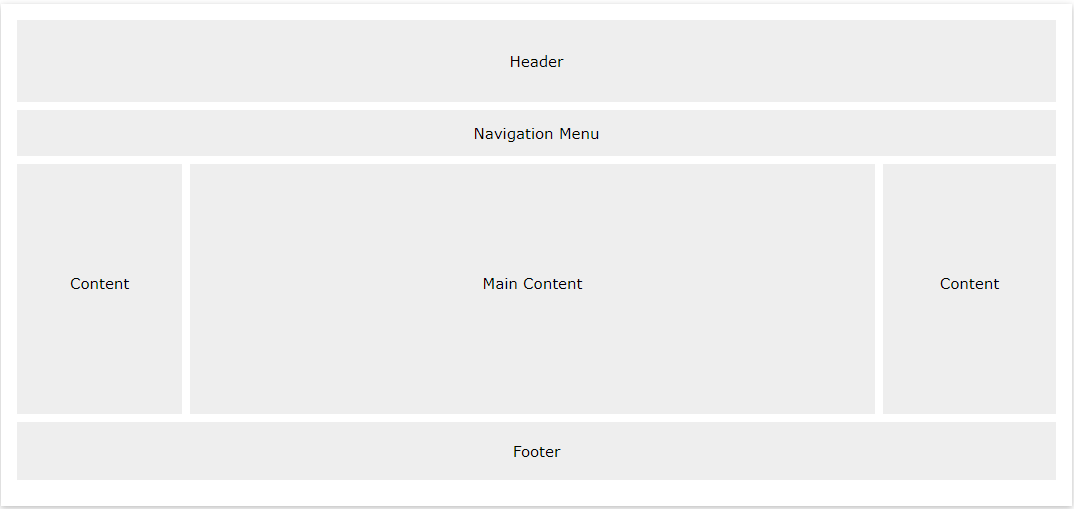 Header
Navigation Menu
Content
Main Content
Content
Footer